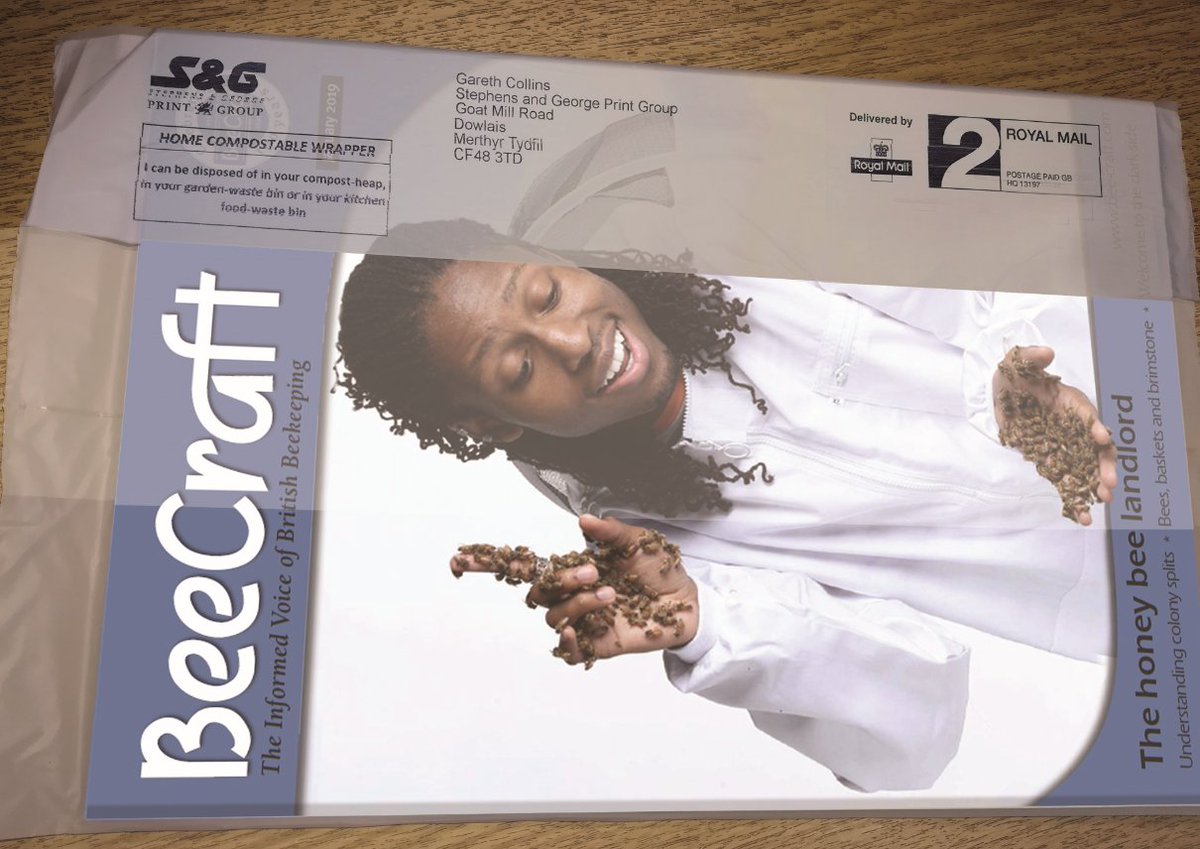 S&G
STEPHENS & GEORGE
PRINT GROUP
HOME COMPOSTABLE WRAPPER
I can be disposed of in your compost-heap,
in your garden-waste bin or in your kitchen
food-waste bin
ary 2019
Gareth Collins
Stephens and George Print Group
Goat Mill Road
Dowlais
Merthyr Tydfil
CF48 3TD
Delivered by
Royal Mail
2
ROYAL MAIL
POSTAGE PAID GB
HQ 13197
BeeCraft
The Informed Voice of British Beekeeping
The honey bee landlord
Understanding colony splits * Bees, baskets and brimstone * Welcome to the dark side
www.bee-craft.com